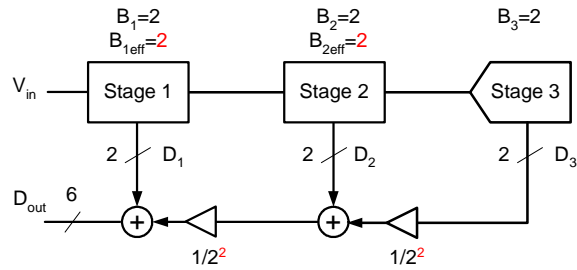 B₁=2 B₂=2 B₃=2
B₁eff=2 B₂eff=2
Vin Stage 1 Stage 2 Stage 3
2 D₁ 2 D₂ 2 D₃
Dout 6 + +
1/2² 1/2²